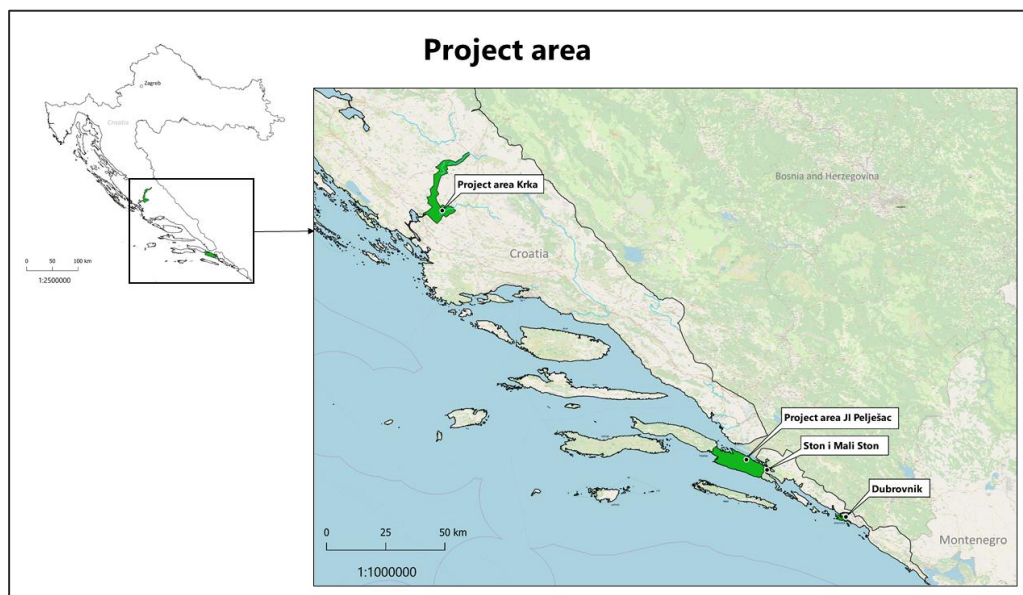 Project area
Zagreb
Croatia
0 50 100 km
1:2500000
Bosnia and Herzegovina
Project area Krka
Croatia
Project area JI Pelješac
Ston i Mali Ston
Dubrovnik
Montenegro
0 25 50 km
1:1000000